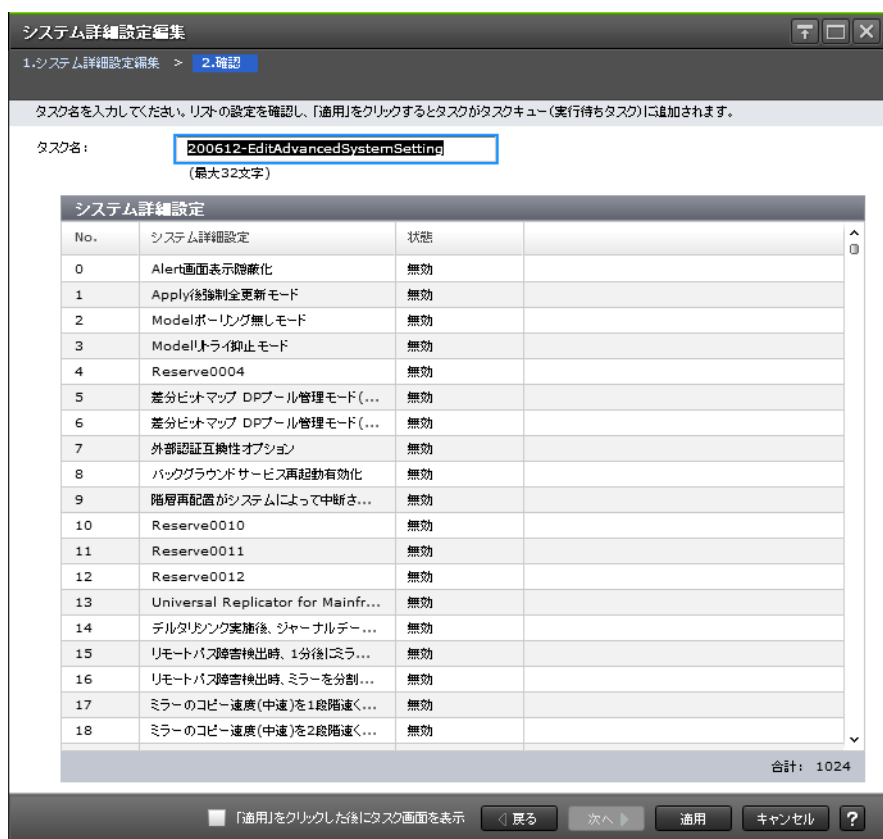 システム詳細設定編集
1.システム詳細設定編集 > 2.確認
タスク名を入力してください。リストの設定を確認し、「適用」をクリックするとタスクがタスクキュー(実行待ちタスク)に追加されます。
タスク名: 200612-EditAdvancedSystemSetting
(最大32文字)
システム詳細設定
No. システム詳細設定 状態
0 Alert画面表示隠蔽化 無効
1 Apply後強制全更新モード 無効
2 Modelポーリング無しモード 無効
3 Modelリトライ抑止モード 無効
4 Reserve0004 無効
5 差分ビットマップ DPプール管理モード(... 無効
6 差分ビットマップ DPプール管理モード(... 無効
7 外部認証互換性オプション 無効
8 バックグラウンドサービス再起動有効化 無効
9 階層再配置がシステムによって中断さ... 無効
10 Reserve0010 無効
11 Reserve0011 無効
12 Reserve0012 無効
13 Universal Replicator for Mainfr... 無効
14 デルタリシンク実施後、ジャーナルデー... 無効
15 リモートパス障害検出時、1分後にミラ... 無効
16 リモートパス障害検出時、ミラーを分割... 無効
17 ミラーのコピー速度(中速)を1段階速く... 無効
18 ミラーのコピー速度(中速)を2段階速く... 無効
合計: 1024
「適用」をクリックした後にタスク画面を表示 戻る 次へ 適用 キャンセル ?